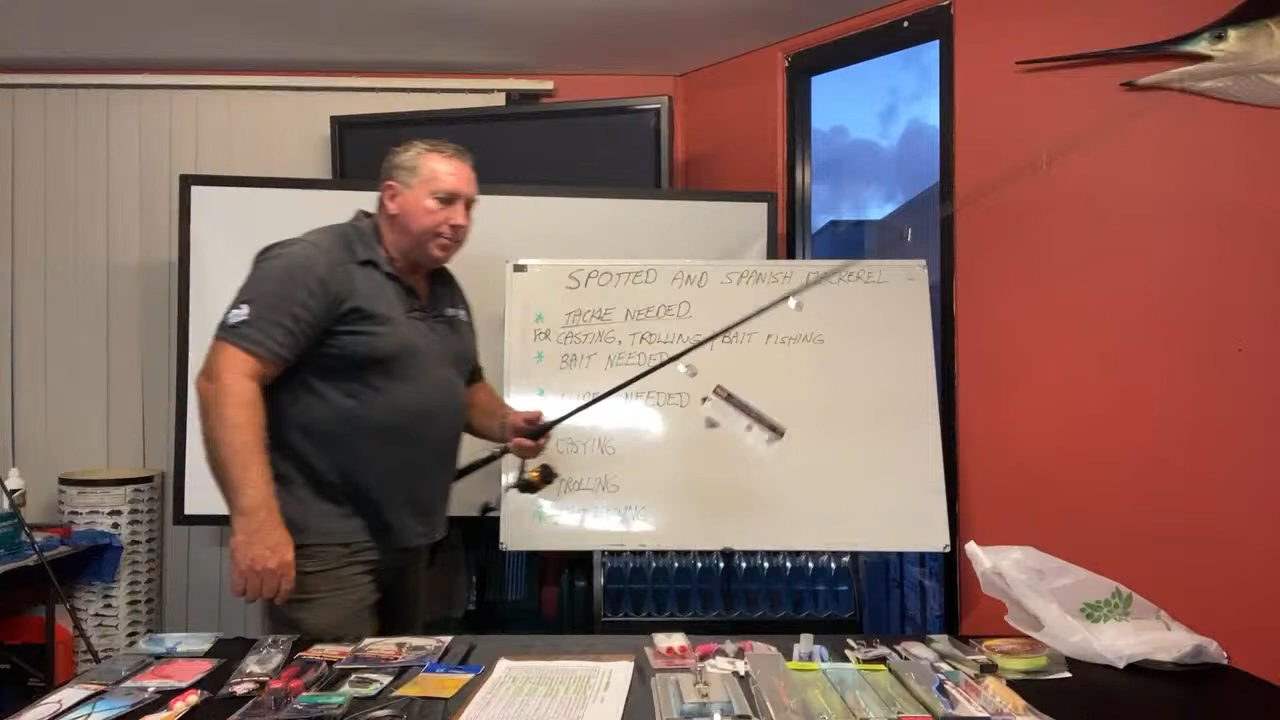 SPOTTED AND SPANISH MACKEREL
* TACKLE NEEDED.
FOR CASTING, TROLLING / BAIT FISHING
* BAIT NEEDED
NEEDED
CASTING
TROLLING